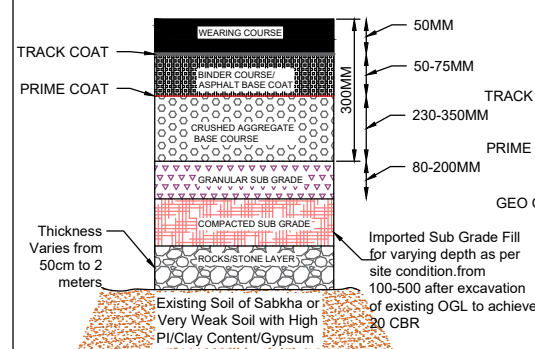 WEARING COURSE
50MM
TRACK COAT
BINDER COURSE/
ASPHALT BASE COAT
50-75MM
300MM
PRIME COAT
TRACK
CRUSHED AGGREGATE
BASE COURSE
230-350MM
PRIME
80-200MM
GRANULAR SUB GRADE
GEO
COMPACTED SUB GRADE
Thickness
Varies from
50cm to 2
meters
ROCKS/STONE LAYER
Imported Sub Grade Fill
for varying depth as per
site condition.from
100-500 after excavation
of existing OGL to achieve
20 CBR
Existing Soil of Sabkha or
Very Weak Soil with High
PI/Clay Content/Gypsum